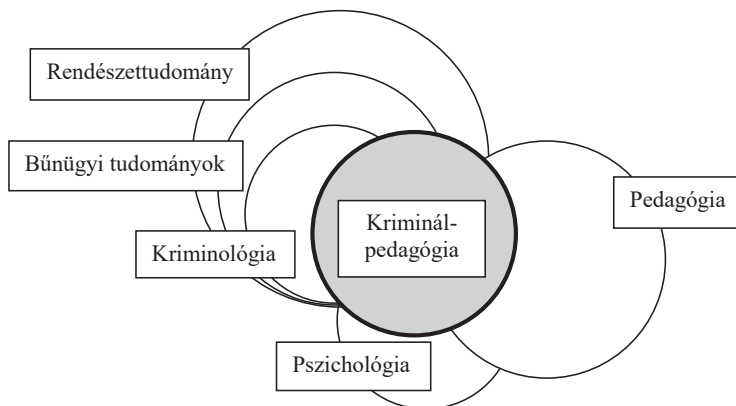 Rendészettudomány
Bűnügyi tudományok
Kriminológia
Kriminál-
pedagógia
Pedagógia
Pszichológia